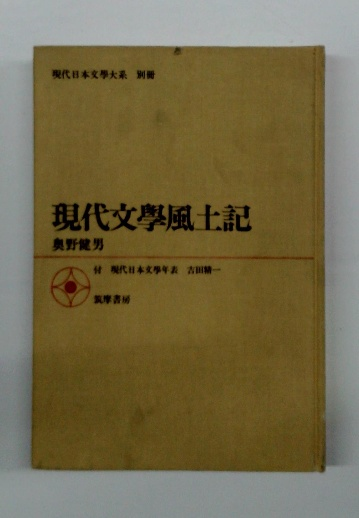 現代日本文學大系 別冊
現代文學風土記
奥野健男
付 現代日本文學年表 吉田精一
筑摩書房